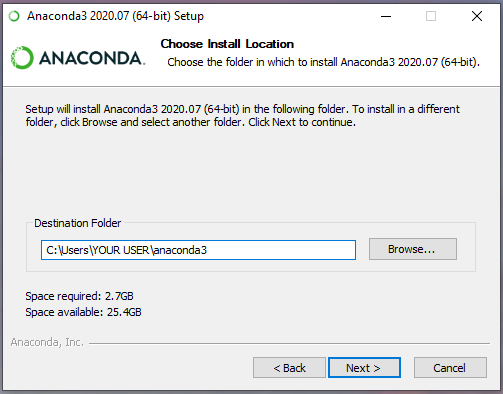 Anaconda3 2020.07 (64-bit) Setup
ANACONDA.
Choose Install Location
Choose the folder in which to install Anaconda3 2020.07 (64-bit).
Setup will install Anaconda3 2020.07 (64-bit) in the following folder. To install in a different
folder, click Browse and select another folder. Click Next to continue.
Destination Folder
C:\Users\YOUR USER\anaconda3
Browse...
Space required: 2.7GB
Space available: 25.4GB
Anaconda, Inc.
< Back
Next >
Cancel